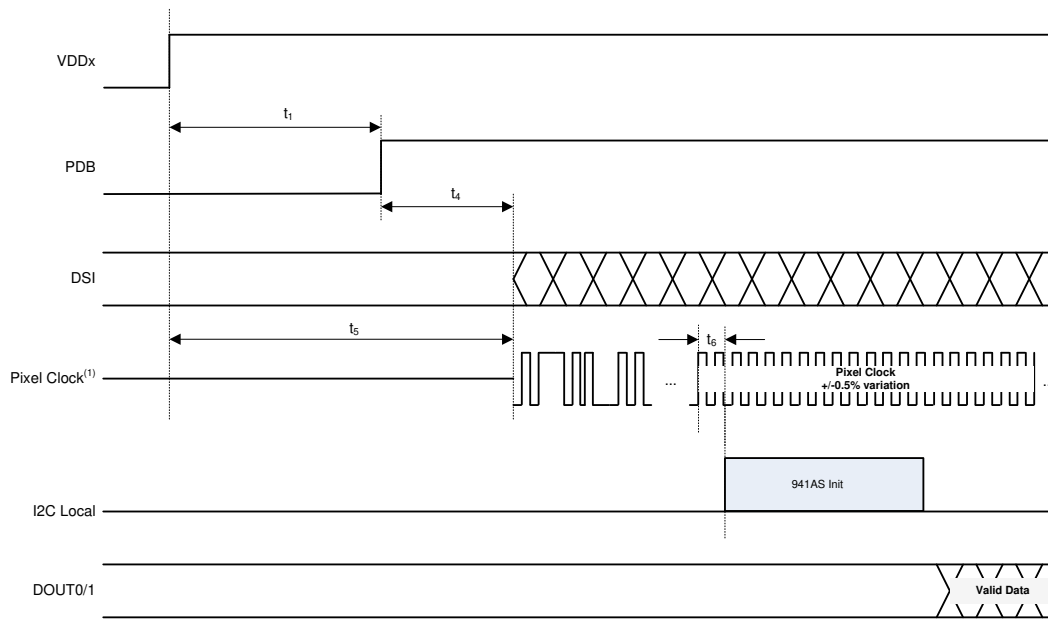 VDDx
t1
PDB
t4
DSI
t5
t6
Pixel Clock(1)
...
Pixel Clock
+/-0.5% variation
..
941AS Init
I2C Local
DOUT0/1
Valid Data